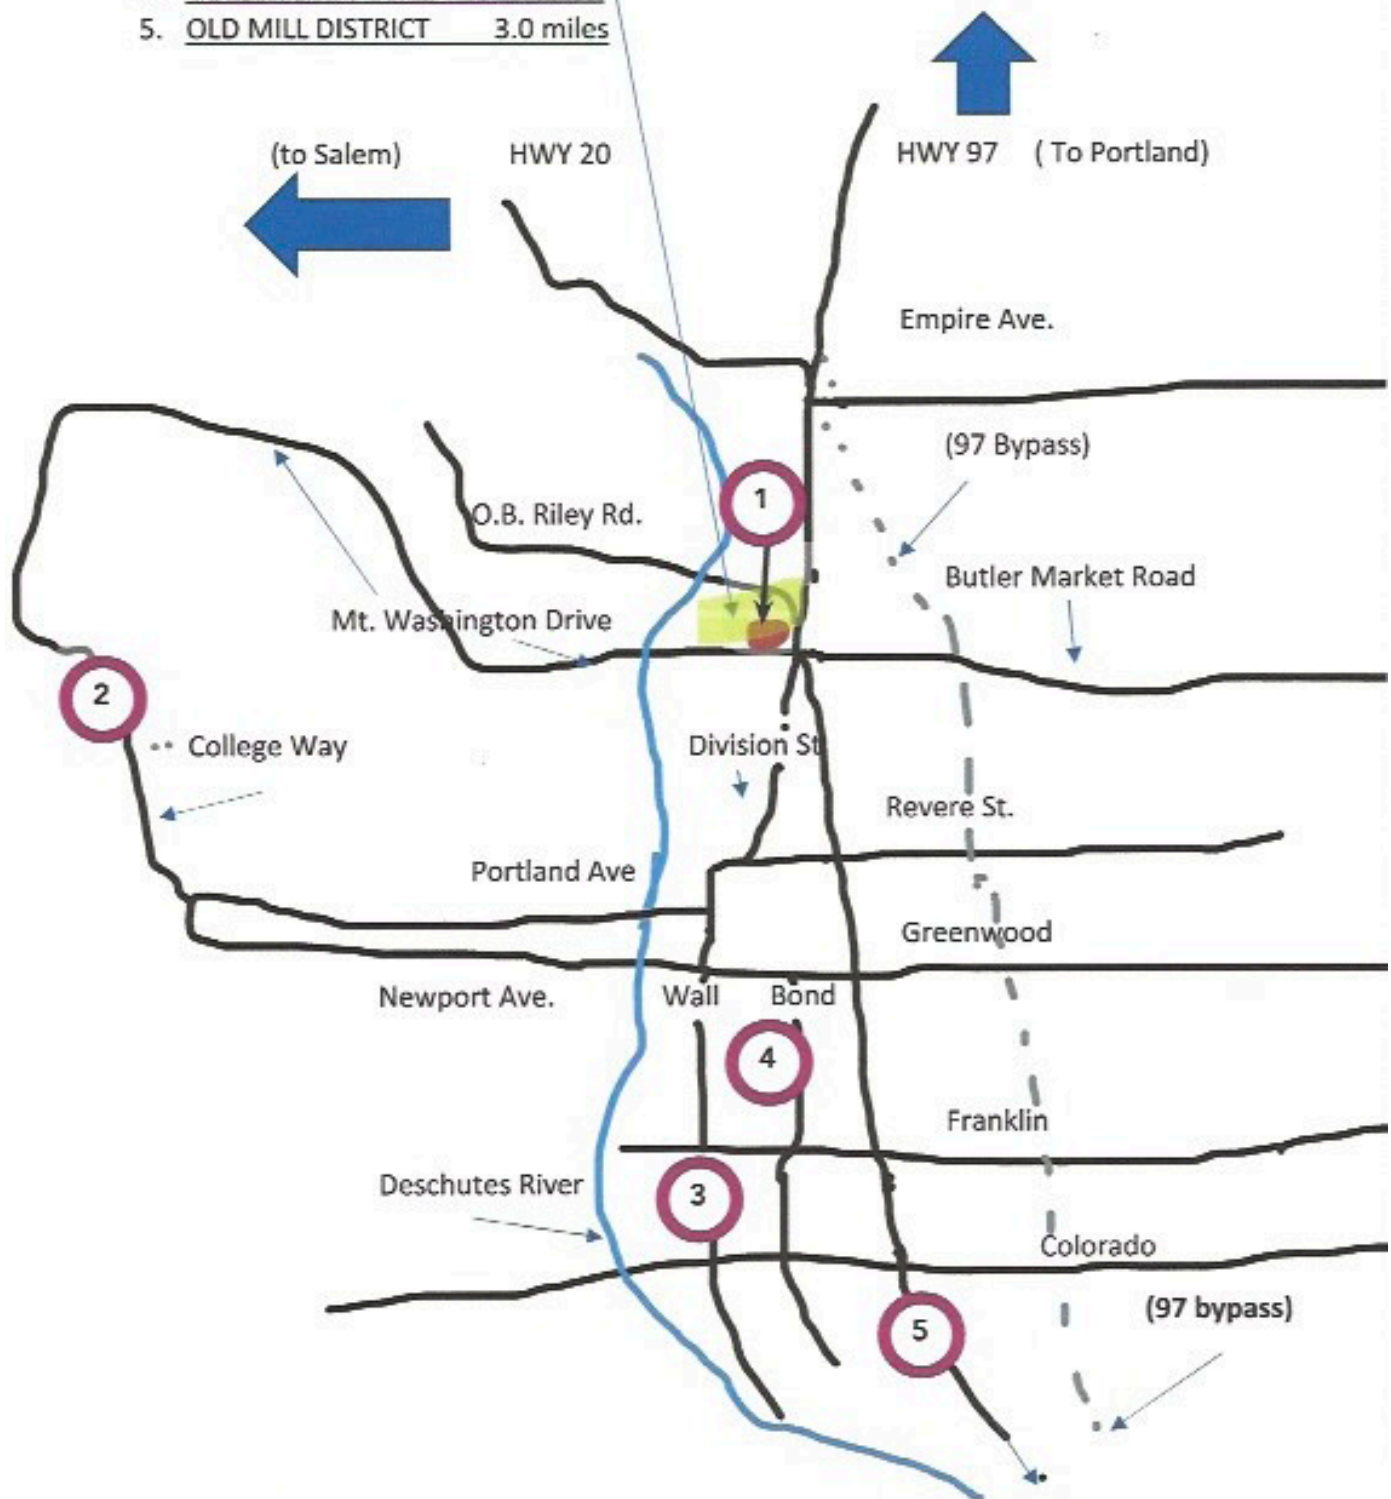 5. OLD MILL DISTRICT 3.0 miles
(to Salem) HWY 20 HWY 97 ( To Portland)
Empire Ave.
(97 Bypass)
1
O.B. Riley Rd.
Butler Market Road
Mt. Washington Drive
2
College Way
Division St
Revere St.
Portland Ave
Greenwood
Newport Ave.
Wall
Bond
4
Franklin
Deschutes River
3
Colorado
(97 bypass)
5